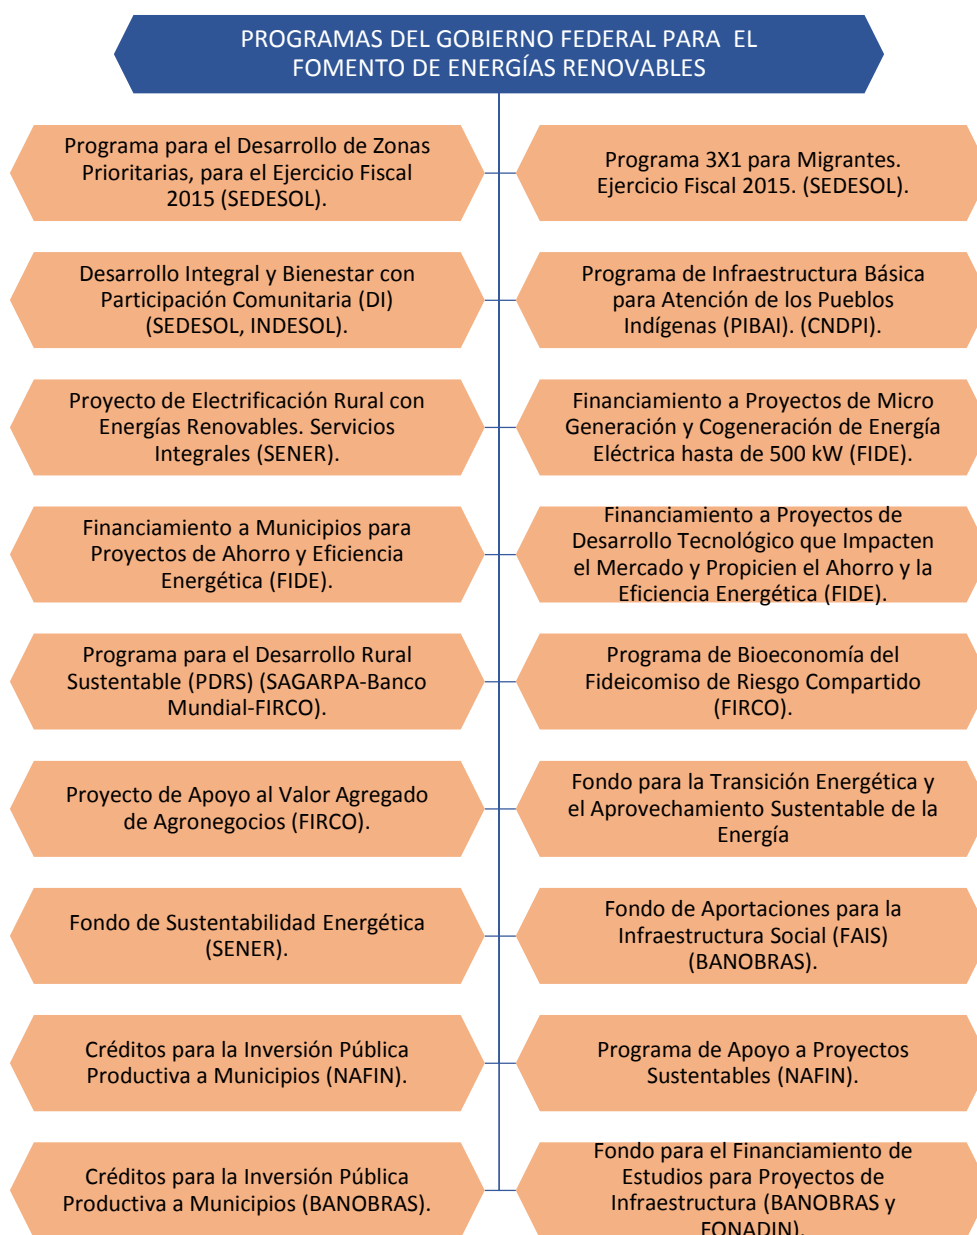 PROGRAMAS DEL GOBIERNO FEDERAL PARA EL
FOMENTO DE ENERGÍAS RENOVABLES
Programa para el Desarrollo de Zonas
Prioritarias, para el Ejercicio Fiscal
2015 (SEDESOL).
Programa 3X1 para Migrantes.
Ejercicio Fiscal 2015. (SEDESOL).
Desarrollo Integral y Bienestar con
Participación Comunitaria (DI)
(SEDESOL, INDESOL).
Programa de Infraestructura Básica
para Atención de los Pueblos
Indígenas (PIBAI). (CNDPI).
Proyecto de Electrificación Rural con
Energías Renovables. Servicios
Integrales (SENER).
Financiamiento a Proyectos de Micro
Generación y Cogeneración de Energía
Eléctrica hasta de 500 kW (FIDE).
Financiamiento a Municipios para
Proyectos de Ahorro y Eficiencia
Energética (FIDE).
Financiamiento a Proyectos de
Desarrollo Tecnológico que Impacten
el Mercado y Propicien el Ahorro y la
Eficiencia Energética (FIDE).
Programa para el Desarrollo Rural
Sustentable (PDRS) (SAGARPA-Banco
Mundial-FIRCO).
Programa de Bioeconomía del
Fideicomiso de Riesgo Compartido
(FIRCO).
Proyecto de Apoyo al Valor Agregado
de Agronegocios (FIRCO).
Fondo para la Transición Energética y
el Aprovechamiento Sustentable de la
Energía
Fondo de Sustentabilidad Energética
(SENER).
Fondo de Aportaciones para la
Infraestructura Social (FAIS)
(BANOBRAS).
Créditos para la Inversión Pública
Productiva a Municipios (NAFIN).
Programa de Apoyo a Proyectos
Sustentables (NAFIN).
Créditos para la Inversión Pública
Productiva a Municipios (BANOBRAS).
Fondo para el Financiamiento de
Estudios para Proyectos de
Infraestructura (BANOBRAS y
FONADIN).